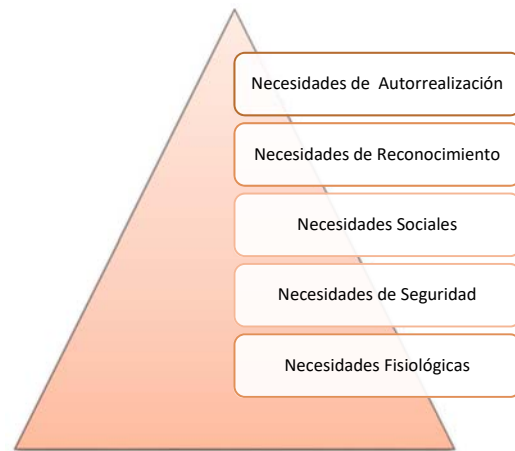 Necesidades de Autorrealización
Necesidades de Reconocimiento
Necesidades Sociales
Necesidades de Seguridad
Necesidades Fisiológicas